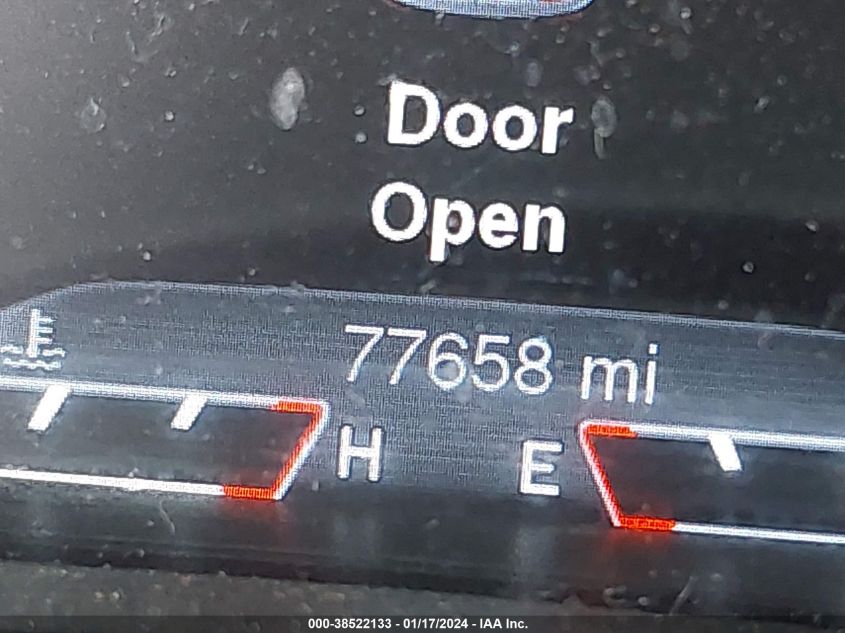 Door
Open
77658 mi
H E
000-38522133 - 01/17/2024 - IAA Inc.